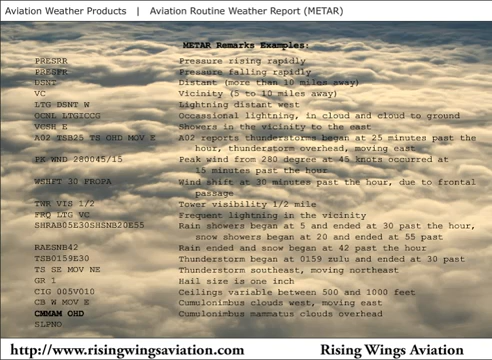 Aviation Weather Products | Aviation Routine Weather Report (METAR)
METAR Remarks Examples:
PRESRR Pressure rising rapidly
PRESFR Pressure falling rapidly
DSNT Distant (more than 10 miles away)
VC Vicinity (5 to 10 miles away)
LTG DSNT W Lightning distant west
OCNL LTGICCG Occassional lightning, in cloud and cloud to ground
VCSH E Showers in the vicinity to the east
A02 TSB25 TS OHD MOV E A02 reports thunderstorms began at 25 minutes past the
hour, thunderstorm overhead, moving east
PK WND 280045/15 Peak wind from 280 degree at 45 knots occurred at
15 minutes past the hour
WSHFT 30 FROPA Wind shift at 30 minutes past the hour, due to frontal
passage
TWR VIS 1/2 Tower visibility 1/2 mile
FRQ LTG VC Frequent lightning in the vicinity
SHRAB05E30SHSNB20E55 Rain showers began at 5 and ended at 30 past the hour,
snow showers began at 20 and ended at 55 past
RAESNB42 Rain ended and snow began at 42 past the hour
TSB0159E30 Thunderstorm began at 0159 zulu and ended at 30 past
TS SE MOV NE Thunderstorm southeast, moving northeast
GR 1 Hail size is one inch
CIG 005V010 Ceilings variable between 500 and 1000 feet
CB W MOV E Cumulonimbus clouds west, moving east
CMMAM OHD Cumulonimbus mammatus clouds overhead
SLPNO
http://www.risingwingsaviation.com Rising Wings Aviation